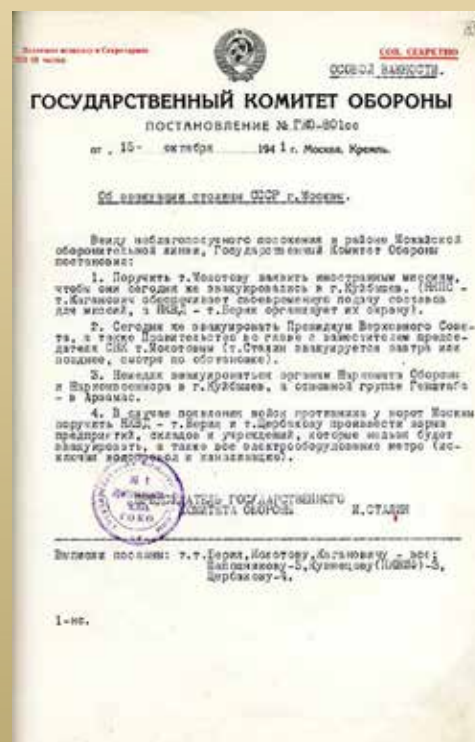 Подлежит возврату в Секретариат
СОВ. СЕКРЕТНО
ОСОБОЙ ВАЖНОСТИ.
ГОСУДАРСТВЕННЫЙ КОМИТЕТ ОБОРОНЫ
ПОСТАНОВЛЕНИЕ № ГКО-801сс
от 15- октября 1941 г. Москва, Кремль.
Об эвакуации столицы СССР г.Москвы.
Ввиду неблагополучного положения в районе Можайской
оборонительной линии, Государственный Комитет Обороны
постановил:
1. Поручить т.Молотову заявить иностранным миссиям,
чтобы они сегодня же эвакуировались в г.Куйбышев. (НКПС -
т.Каганович обеспечивает своевременную подачу составов
для миссий, а НКВД - т.Берия организует их охрану).
2. Сегодня же эвакуировать Президиум Верховного Сове-
та, а также Правительство во главе с заместителем предсе-
дателя СНК т.Молотовым (т.Сталин эвакуируется завтра или
позднее, смотря по обстановке).
3. Немедля эвакуироваться органам Наркомата Обороны
и Наркомвоенмора в г.Куйбышев, а основной группе Генштаба
- в Арзамас.
4. В случае появления войск противника у ворот Москвы
поручить НКВД - т.Берия и т.Щербакову произвести взрыв
предприятий, складов и учреждений, которые нельзя будет
эвакуировать, а также все электрооборудование метро (ис-
ключая водопровод и канализацию).
ПРЕДСЕДАТЕЛЬ ГОСУДАРСТВЕННОГО
КОМИТЕТА ОБОРОНЫ И.СТАЛИН
№ 1
Выписки посланы: т.т.Берия,Молотову,Кагановичу - все;
Шапошникову-3,Кузнецову -3,
Щербакову-4.
1-нс.